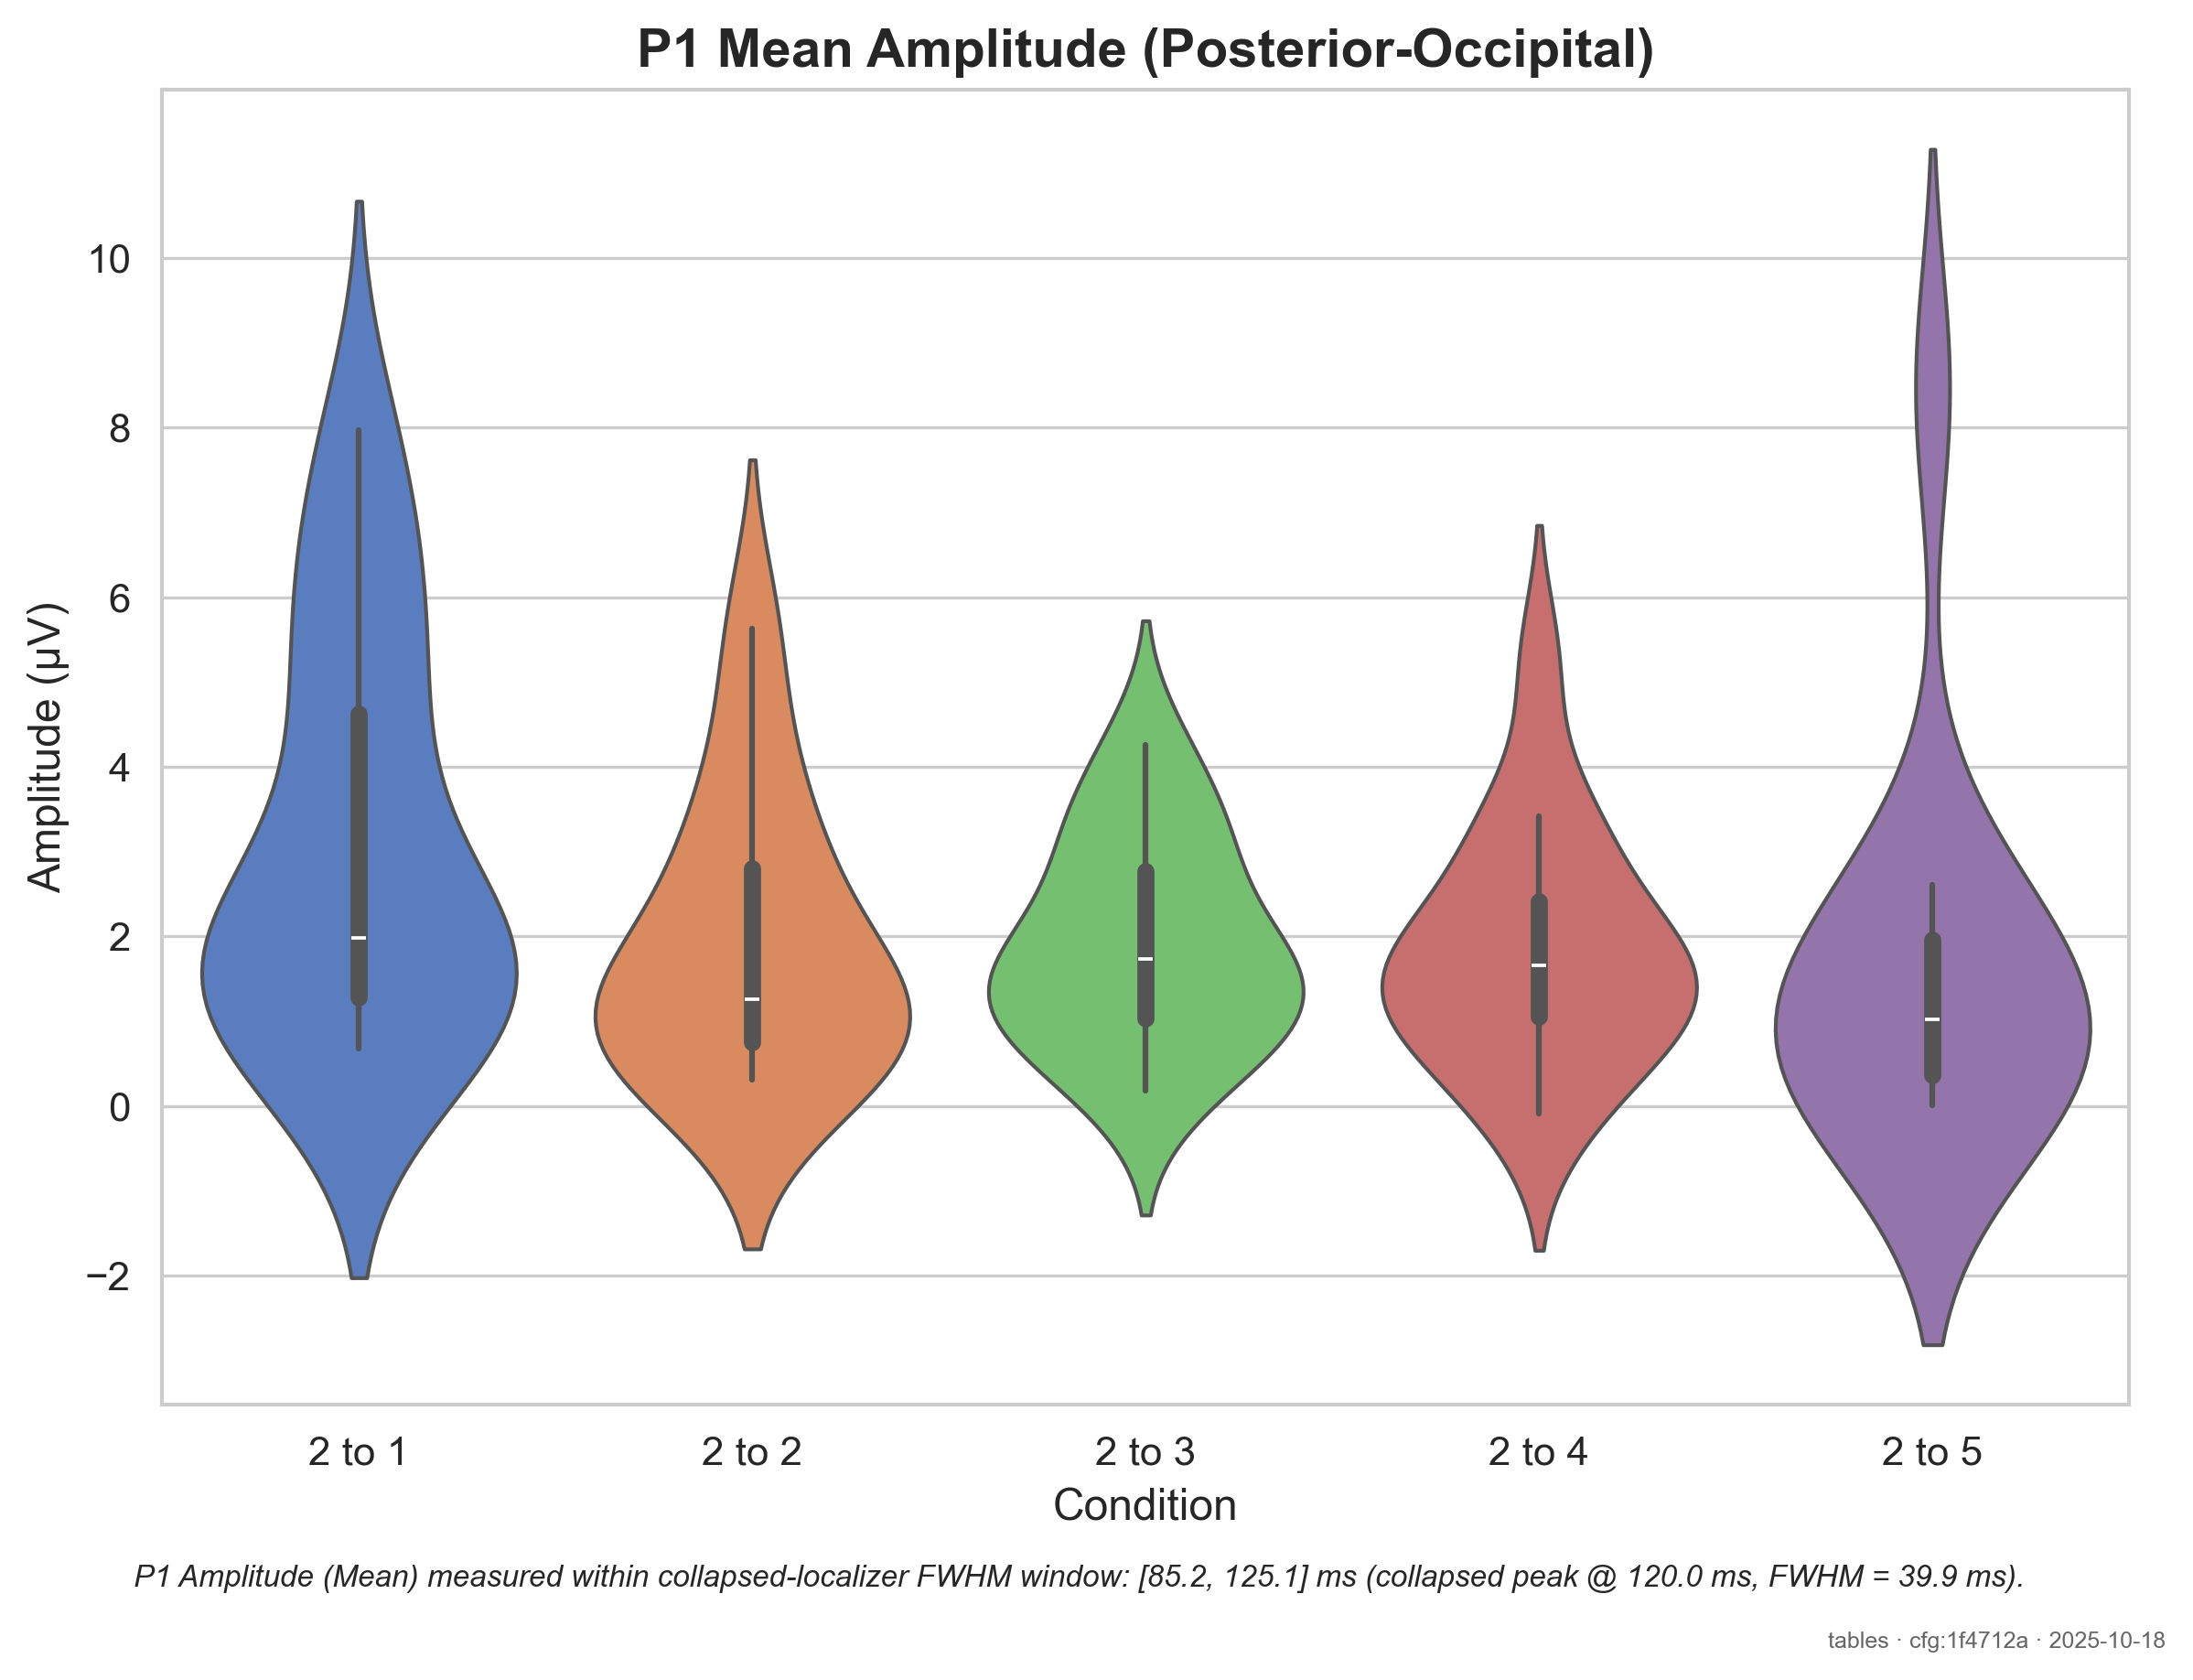 P1 Mean Amplitude (Posterior-Occipital)
Amplitude (µV)
10
8
6
4
2
0
−2
2 to 1
2 to 2
2 to 3
2 to 4
2 to 5
Condition
P1 Amplitude (Mean) measured within collapsed-localizer FWHM window: [85.2, 125.1] ms (collapsed peak @ 120.0 ms, FWHM = 39.9 ms).
tables · cfg:1f4712a · 2025-10-18